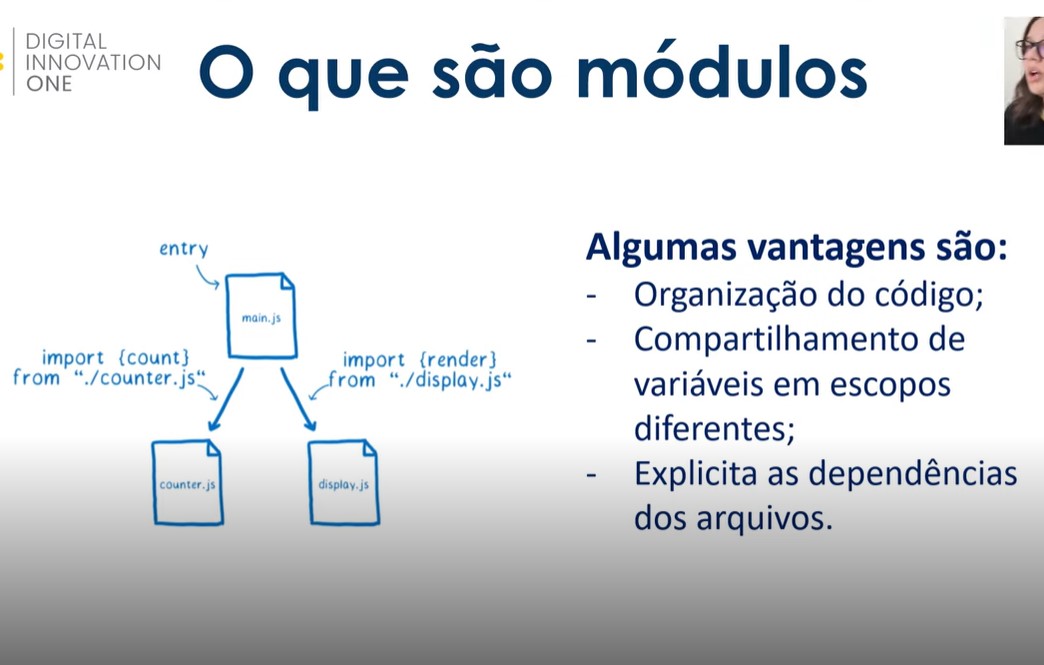 DIGITAL
INNOVATION
ONE
O que são módulos
entry
main.js
import {count}
from “./counter.js“
import {render}
from “./display.js“
counter.js
display.js
Algumas vantagens são:
- Organização do código;
- Compartilhamento de
variáveis em escopos
diferentes;
- Explicita as dependências
dos arquivos.